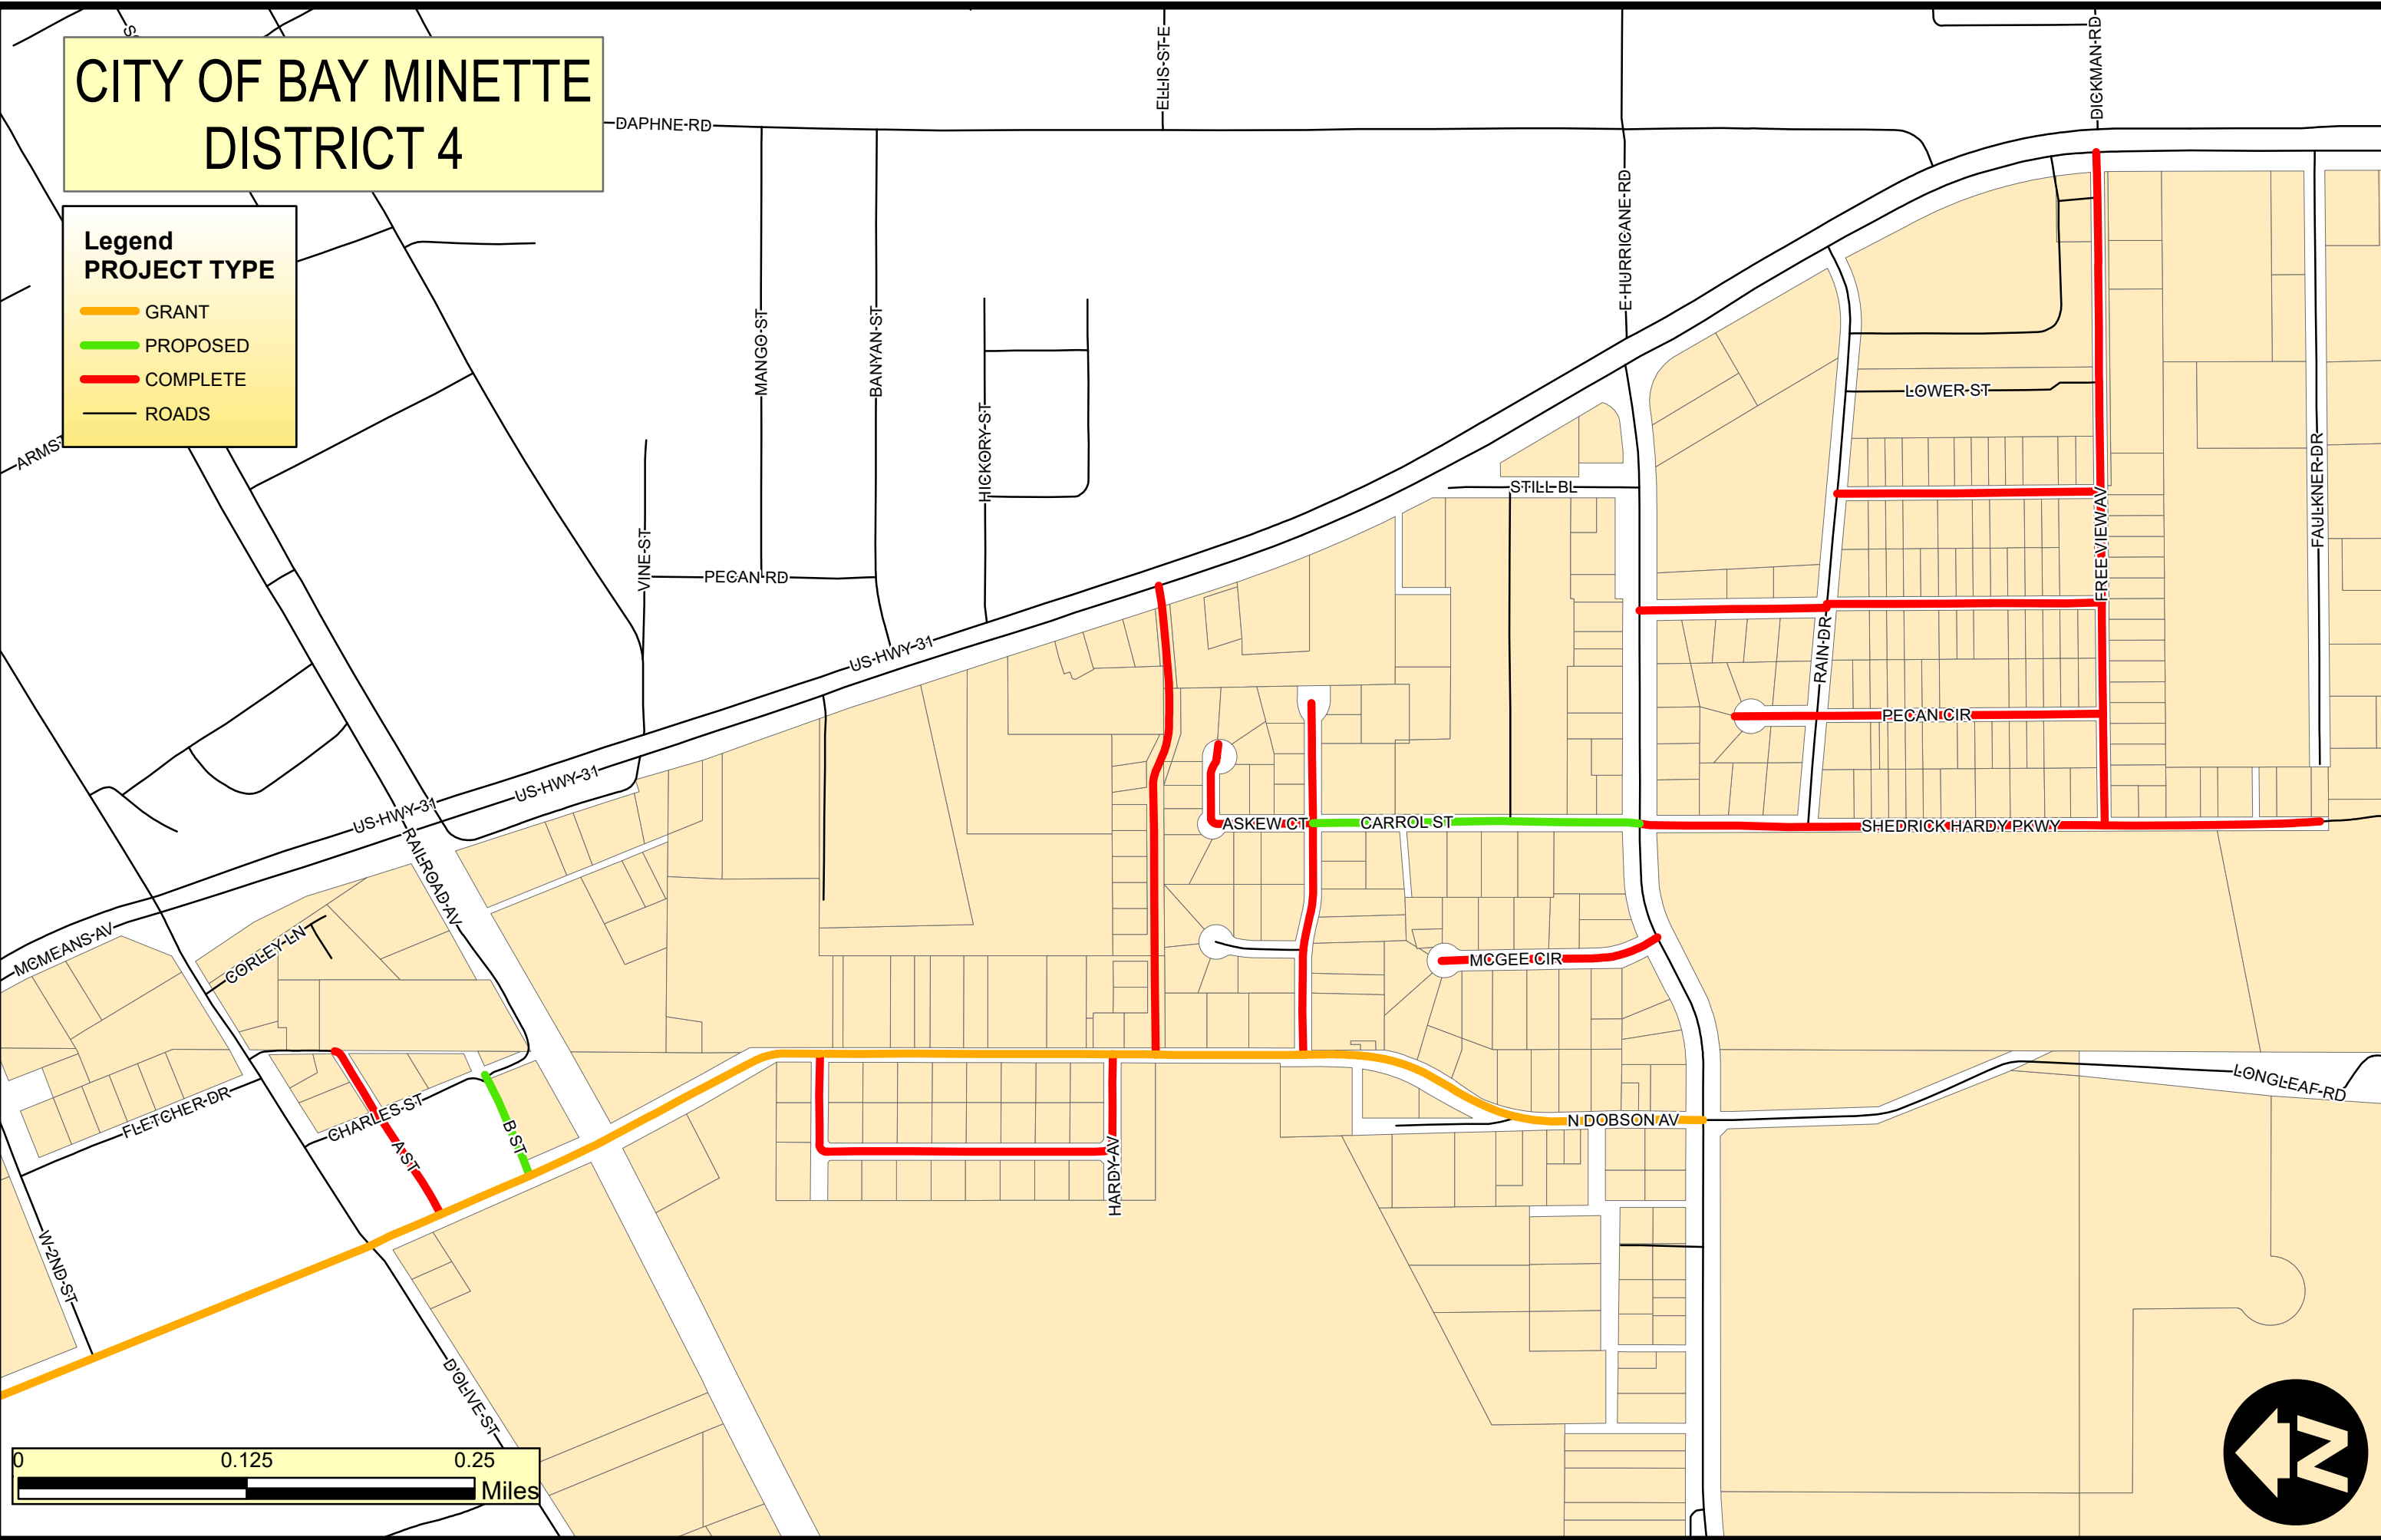 CITY OF BAY MINETTE
DISTRICT 4
Legend
PROJECT TYPE
GRANT
PROPOSED
COMPLETE
ROADS
DAPHNE RD
ELLIS ST E
DICKMAN RD
E HURRICANE RD
MANGO ST
BANYAN ST
HICKORY ST
VINE ST
PECAN RD
STILL BL
LOWER ST
FREEVIEW AV
FAULKNER DR
RAIN DR
PECAN CIR
US HWY 31
US HWY 31
US HWY 31
RAILROAD AV
ASKEW CT
CARROL ST
SHEDRICK HARDY PKWY
MCMEANS AV
CORLEY LN
MCGEE CIR
FLETCHER DR
CHARLES ST
A ST
B ST
HARDY AV
N DOBSON AV
LONGLEAF RD
W 2ND ST
D'OLIVE ST
0
0.125
0.25
Miles
N